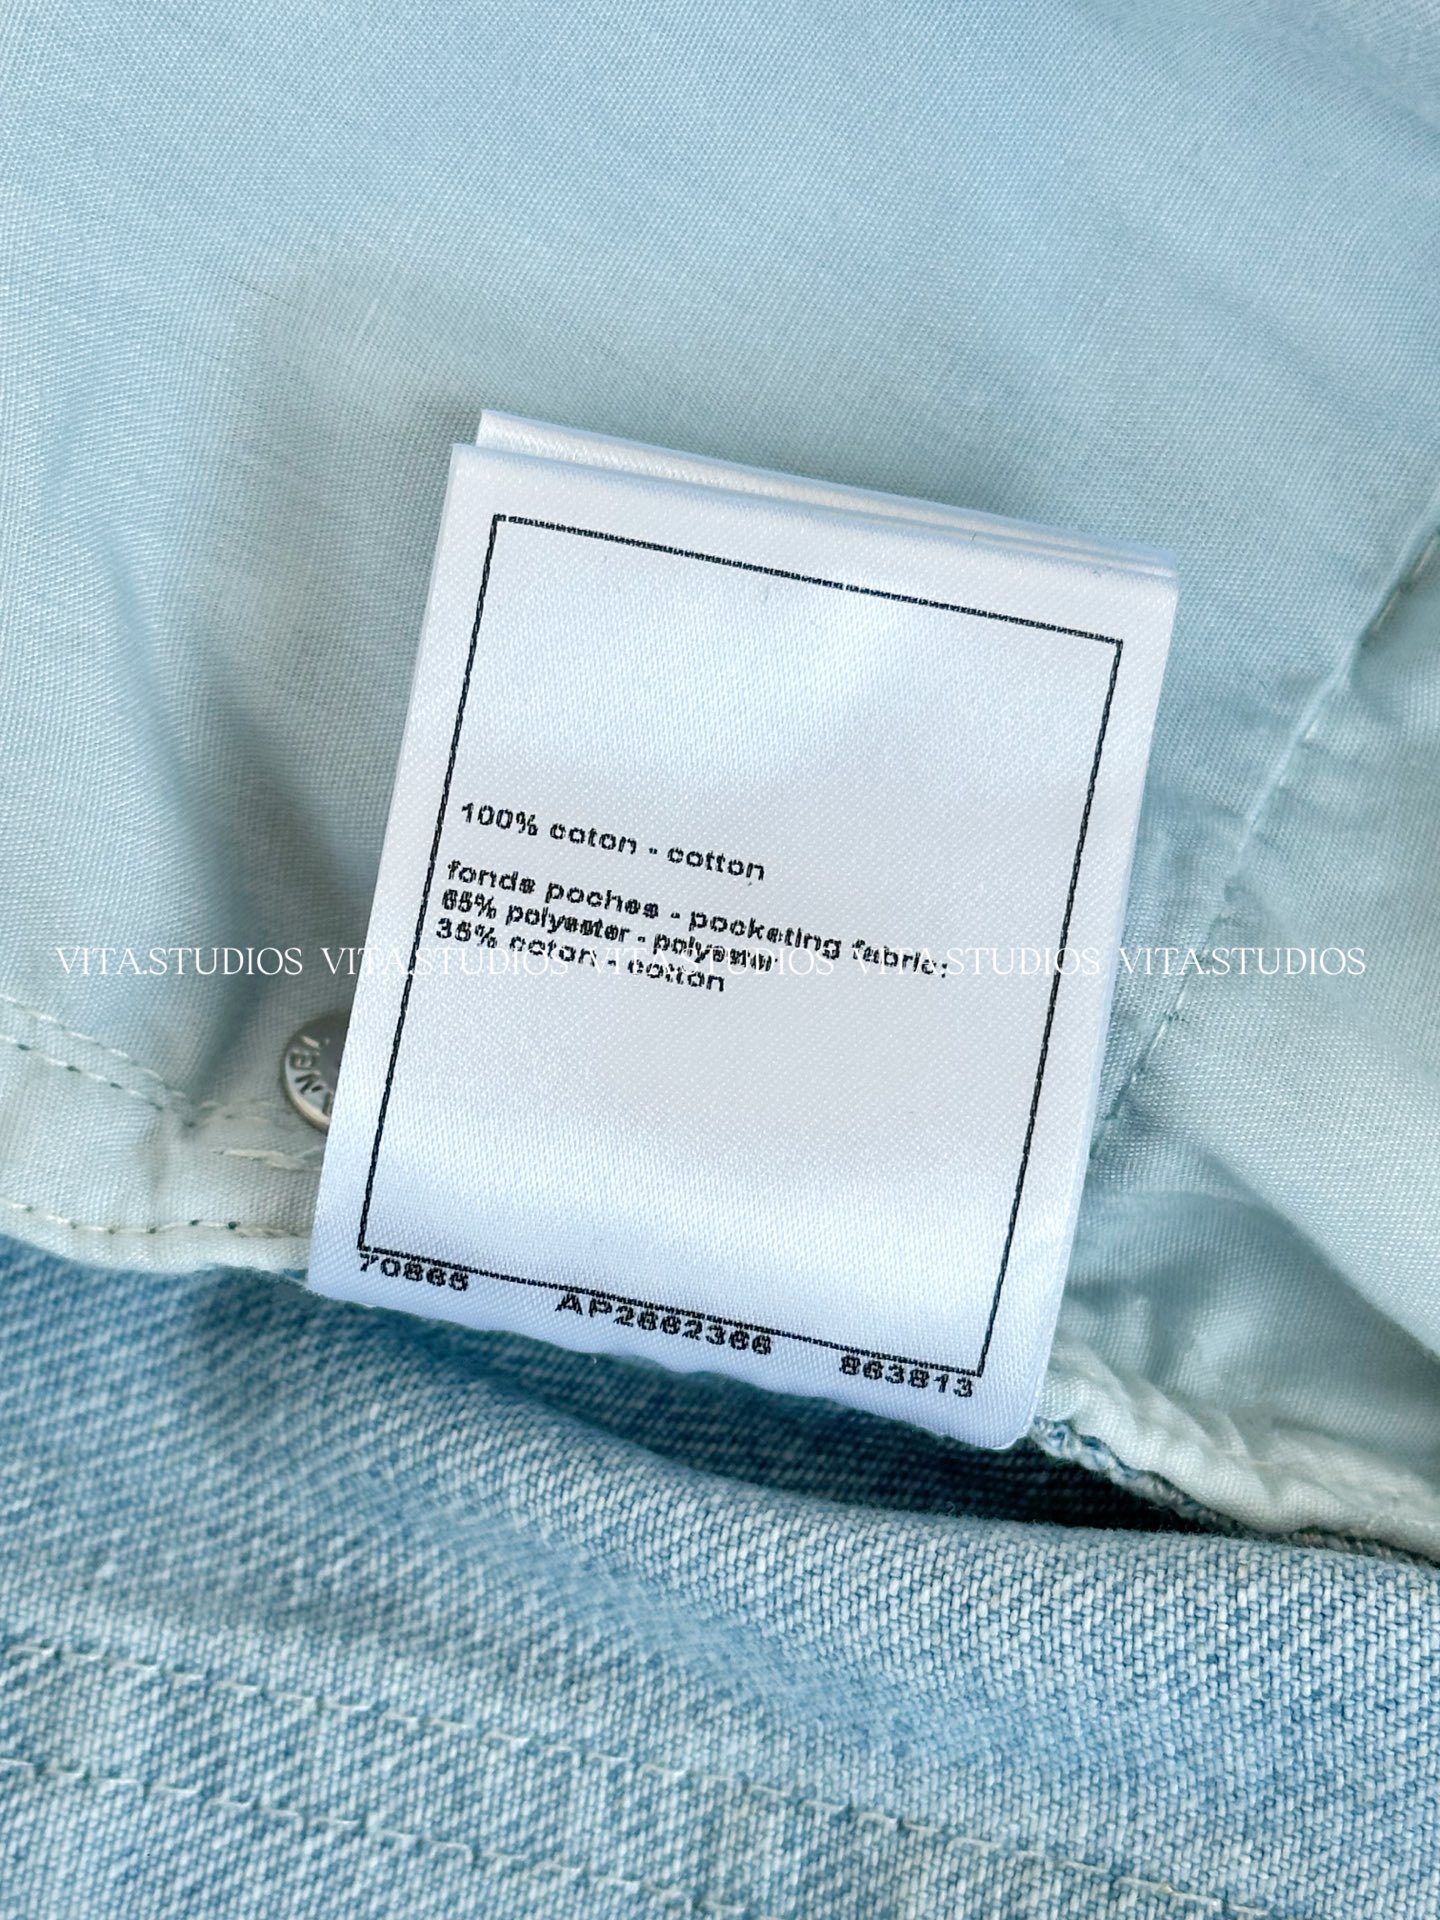 100% coton - cotton
fonds poches - pocketing fabric:
65% polyester - polyester
35% coton - cotton
VITA.STUDIOS VITA.STUDIOS VITA.STUDIOS VITA.STUDIOS VITA.STUDIOS
70865 AP2662366 863813